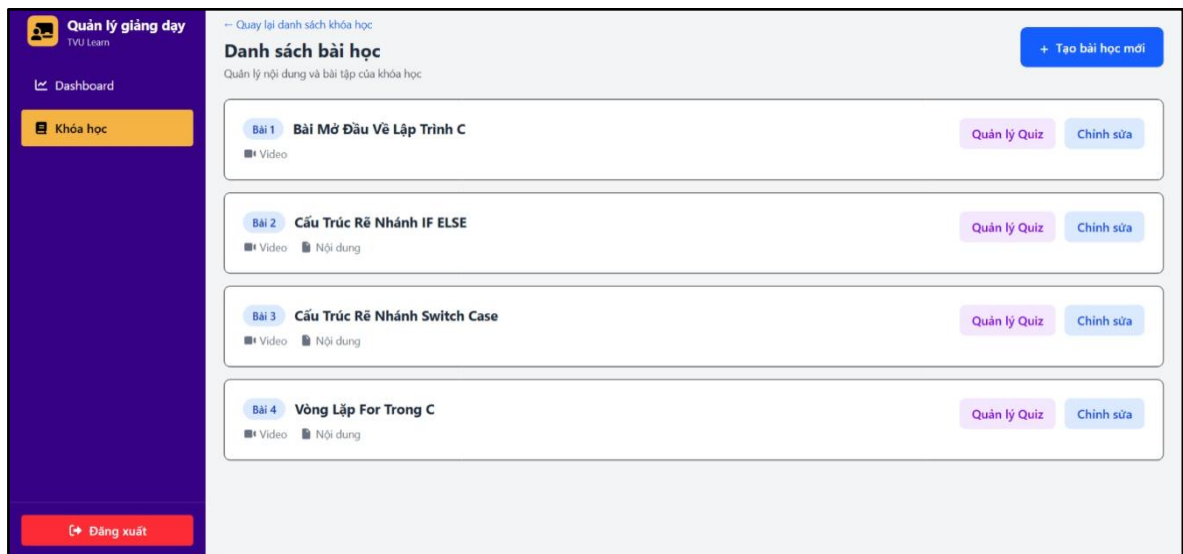 Quản lý giảng dạy
TVU Learn
Dashboard
Khóa học
Đăng xuất
← Quay lại danh sách khóa học
Danh sách bài học
Quản lý nội dung và bài tập của khóa học
+ Tạo bài học mới
Bài 1 Bài Mở Đầu Về Lập Trình C
Video
Quản lý Quiz Chỉnh sửa
Bài 2 Cấu Trúc Rẽ Nhánh IF ELSE
Video Nội dung
Quản lý Quiz Chỉnh sửa
Bài 3 Cấu Trúc Rẽ Nhánh Switch Case
Video Nội dung
Quản lý Quiz Chỉnh sửa
Bài 4 Vòng Lặp For Trong C
Video Nội dung
Quản lý Quiz Chỉnh sửa